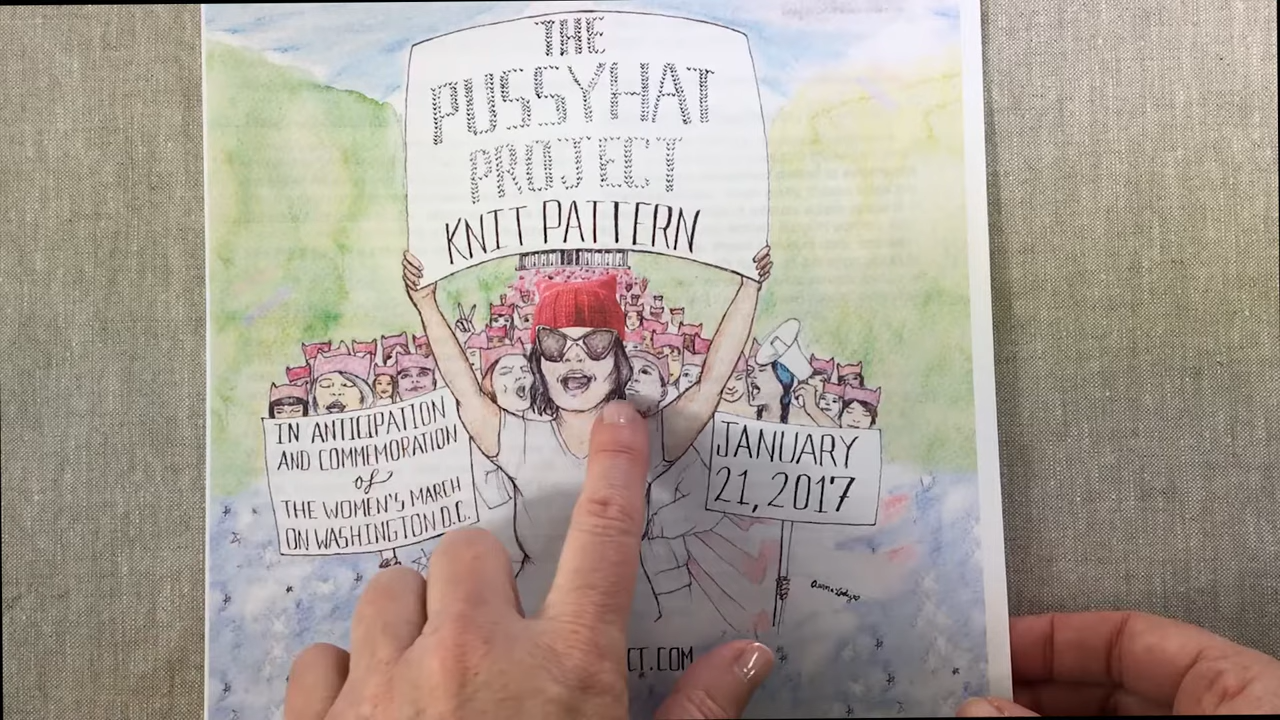 THE
PUSSYHAT
PROJECT
KNIT PATTERN
IN ANTICIPATION
AND COMMEMORATION
of
THE WOMEN'S MARCH
ON WASHINGTON D.C.
JANUARY
21, 2017
CT.COM